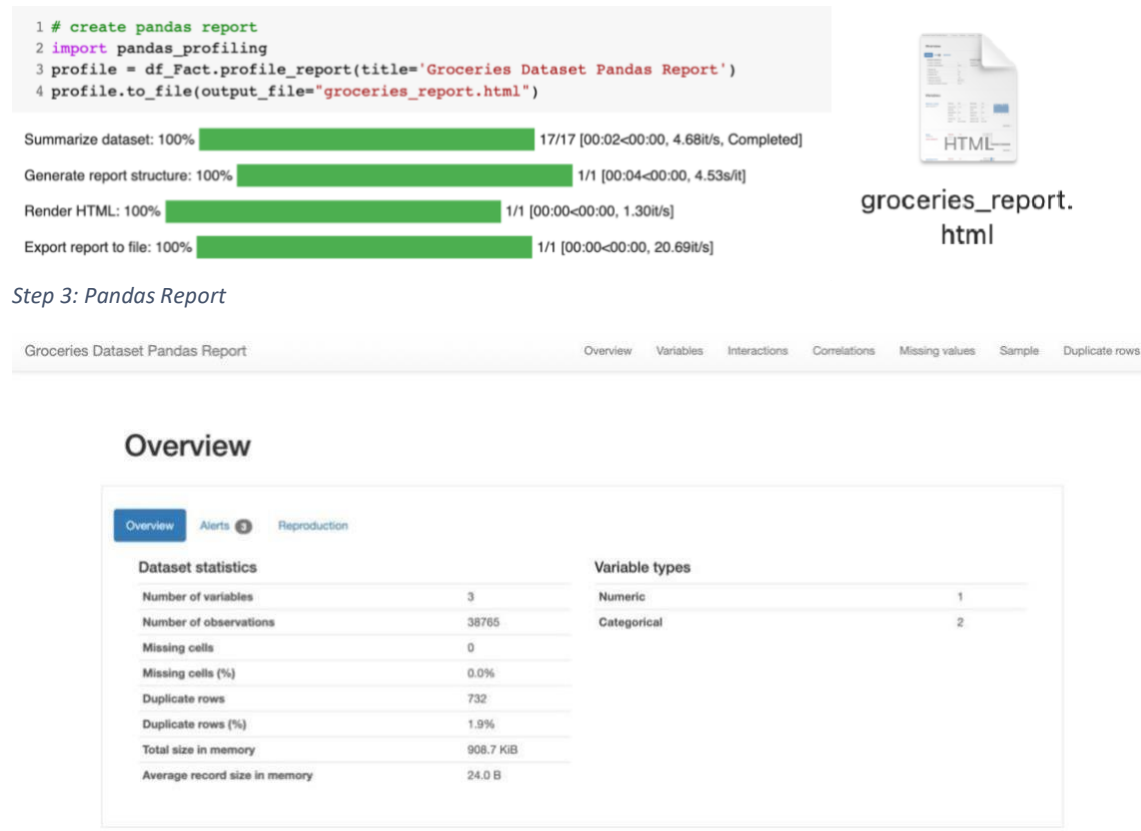 1 # create pandas report
2 import pandas_profiling
3 profile = df_Fact.profile_report(title='Groceries Dataset Pandas Report')
4 profile.to_file(output_file="groceries_report.html")
Summarize dataset: 100% 17/17 [00:02<00:00, 4.68it/s, Completed]
Generate report structure: 100% 1/1 [00:04<00:00, 4.53s/it]
Render HTML: 100% 1/1 [00:00<00:00, 1.30it/s]
Export report to file: 100% 1/1 [00:00<00:00, 20.69it/s]
HTML
groceries_report.
html
Step 3: Pandas Report
Groceries Dataset Pandas Report Overview Variables Interactions Correlations Missing values Sample Duplicate rows
Overview
Overview Alerts 3 Reproduction
Dataset statistics
Number of variables 3
Number of observations 38765
Missing cells 0
Missing cells (%) 0.0%
Duplicate rows 732
Duplicate rows (%) 1.9%
Total size in memory 908.7 KiB
Average record size in memory 24.0 B
Variable types
Numeric 1
Categorical 2